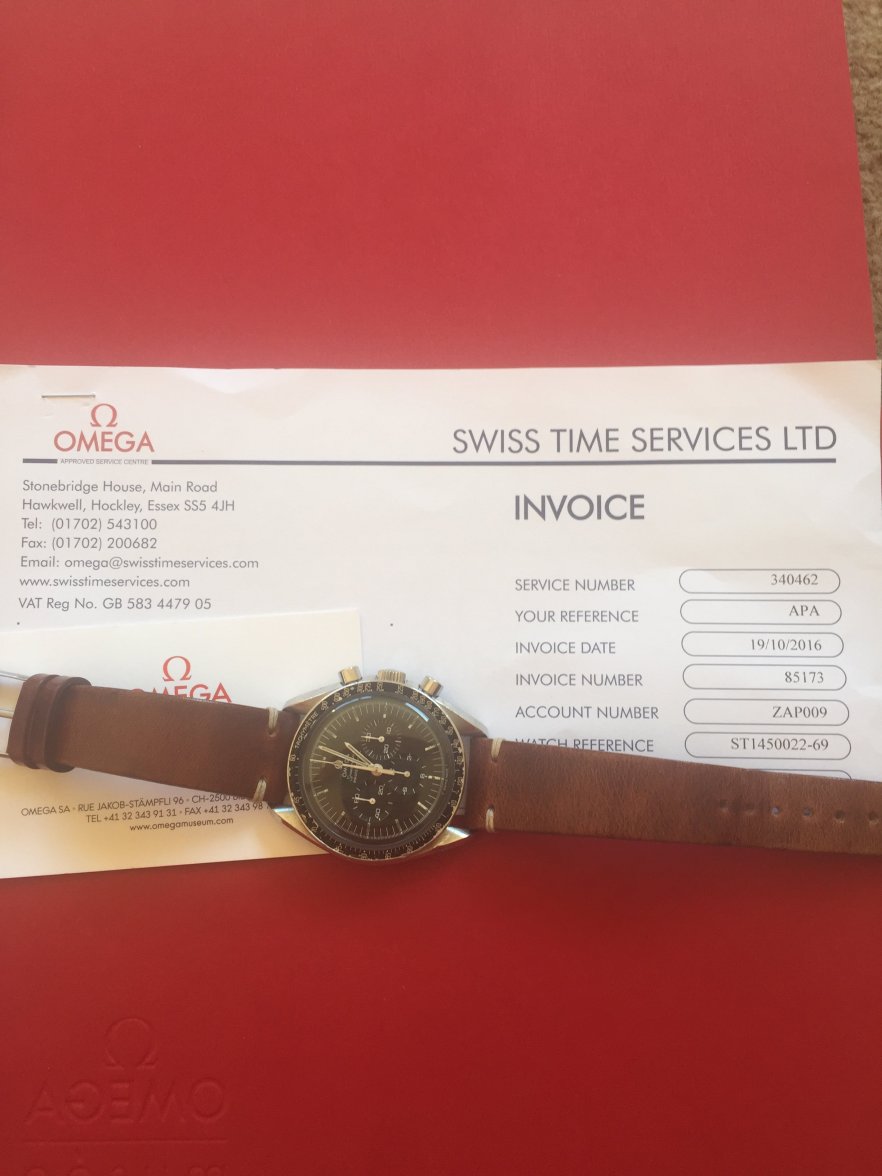 Ω
OMEGA
APPROVED SERVICE CENTRE
SWISS TIME SERVICES LTD
Stonebridge House, Main Road
Hawkwell, Hockley, Essex SS5 4JH
Tel: (01702) 543100
Fax: (01702) 200682
Email: omega@swisstimeservices.com
www.swisstimeservices.com
VAT Reg No. GB 583 4479 05
INVOICE
SERVICE NUMBER 340462
YOUR REFERENCE APA
INVOICE DATE 19/10/2016
INVOICE NUMBER 85173
ACCOUNT NUMBER ZAP009
WATCH REFERENCE ST1450022-69
Ω
OMEGA
OMEGA SA · RUE JAKOB-STÄMPFLI 96 · CH-2500
TEL +41 32 343 91 31 · FAX +41 32 343 98
www.omegamuseum.com
TACHYMETRE
OMEGA
Ω
OMEGA